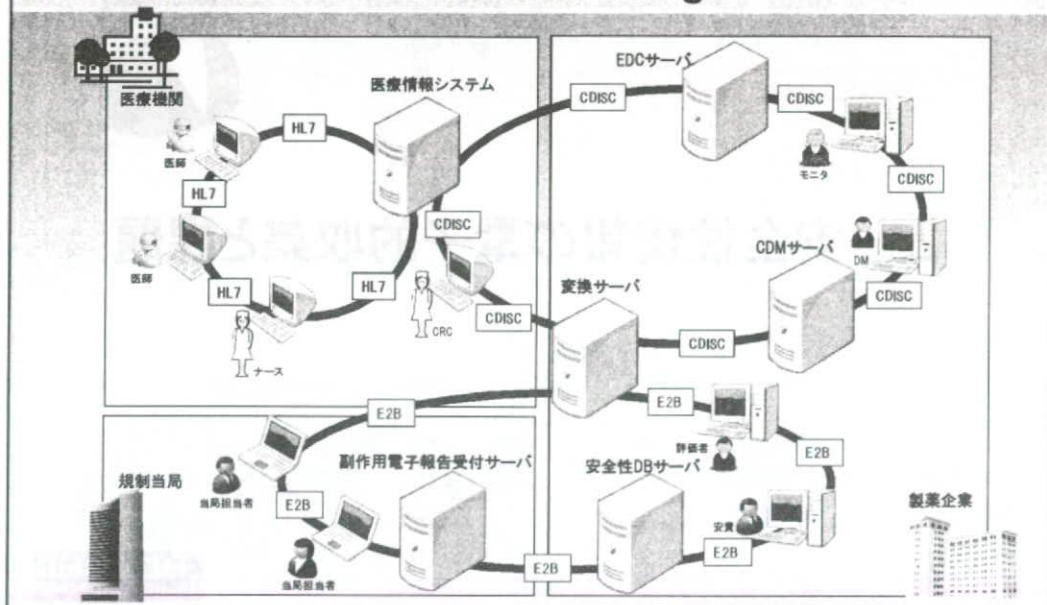 医療機関
医療情報システム
EDCサーバ
CDISC
CDISC
HL7
医師
モニタ
HL7
CDISC
CDISC
CDMサーバ
DM
医師
HL7
HL7
変換サーバ
CDISC
CRC
CDISC
CDISC
ナース
E2B
E2B
評価者
E2B
規制当局
副作用電子報告受付サーバ
安全性DBサーバ
製薬企業
当局担当者
E2B
安責
E2B
当局担当者
E2B